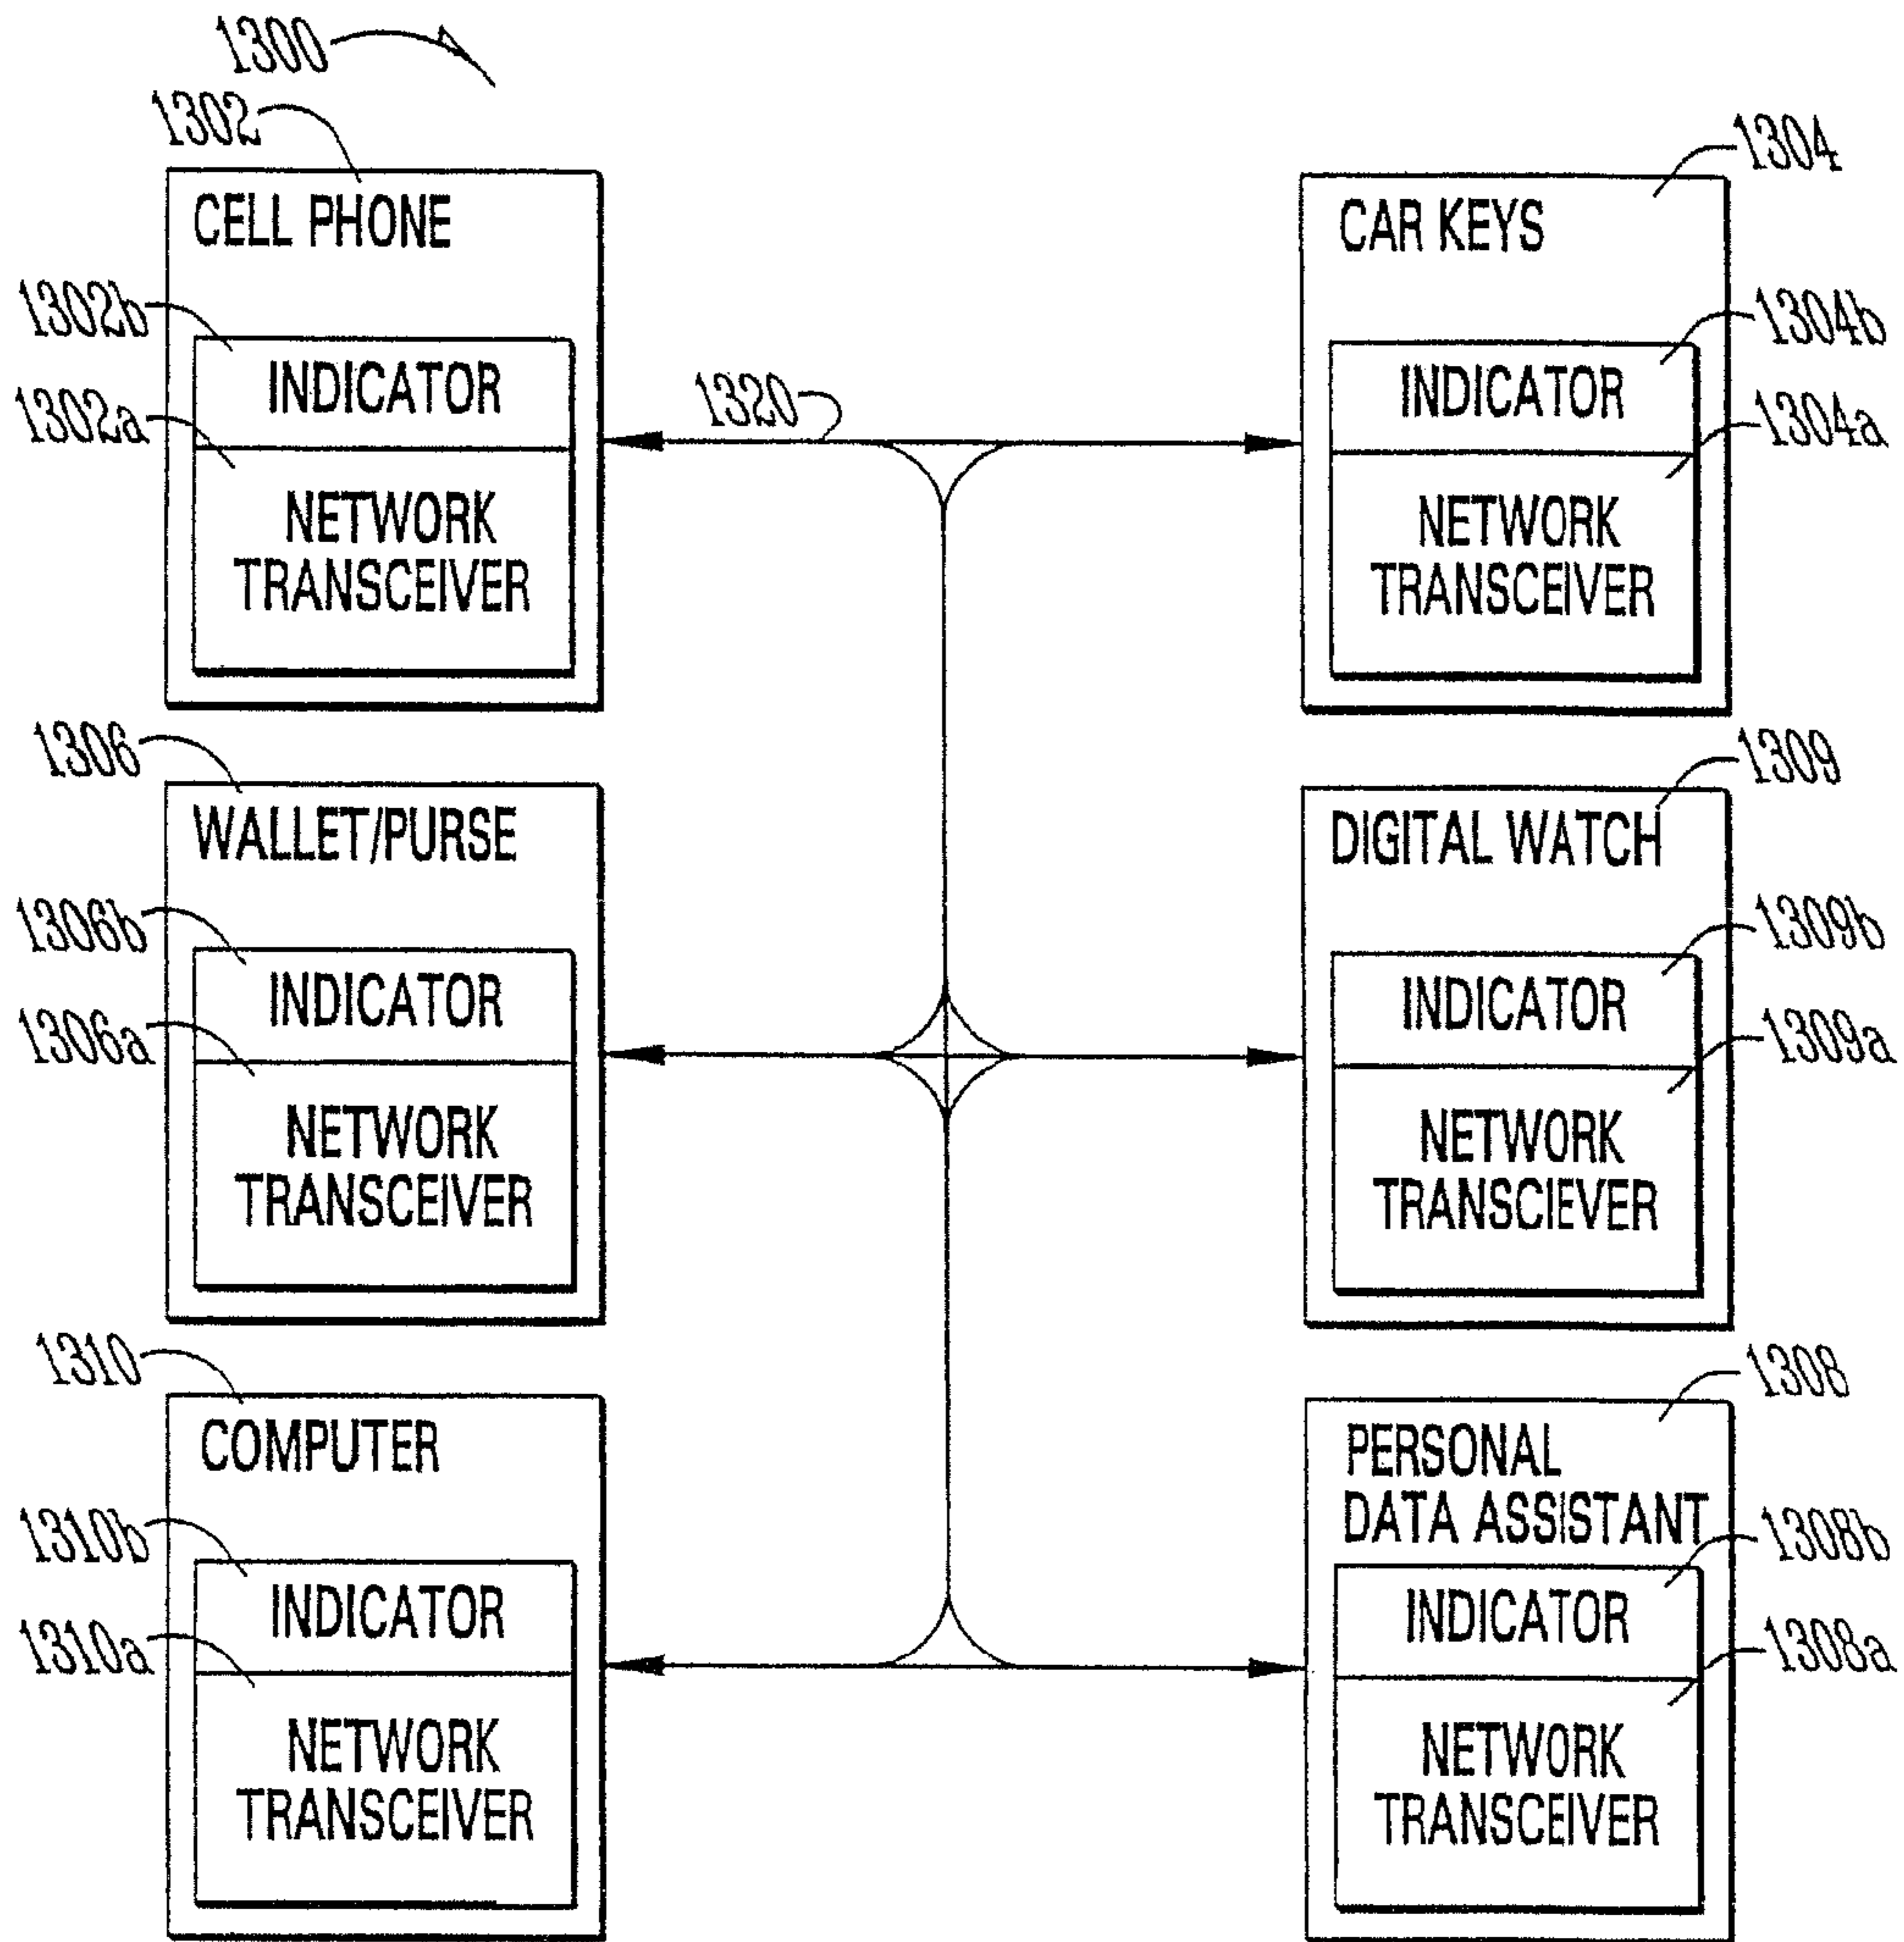 1300
1302
CELL PHONE
1302b
INDICATOR
1302a
NETWORK
TRANSCEIVER
1304
CAR KEYS
1304b
INDICATOR
1304a
NETWORK
TRANSCEIVER
1320
1306
WALLET/PURSE
1306b
INDICATOR
1306a
NETWORK
TRANSCEIVER
1309
DIGITAL WATCH
1309b
INDICATOR
1309a
NETWORK
TRANSCIEVER
1310
COMPUTER
1310b
INDICATOR
1310a
NETWORK
TRANSCEIVER
1308
PERSONAL
DATA ASSISTANT
1308b
INDICATOR
1308a
NETWORK
TRANSCEIVER